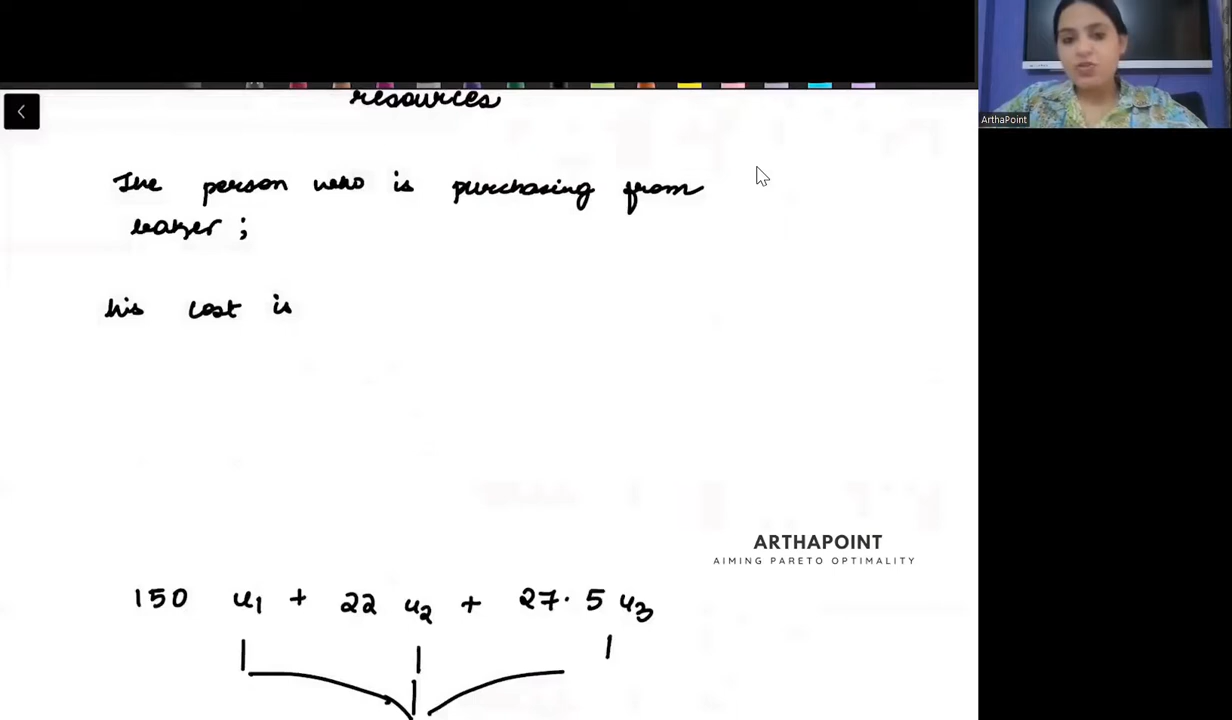 resources
ArthaPoint
The person who is purchasing from
baker ;
his cost is
ARTHAPOINT
AIMING PARETO OPTIMALITY
150 u1 + 22 u2 + 27.5 u3